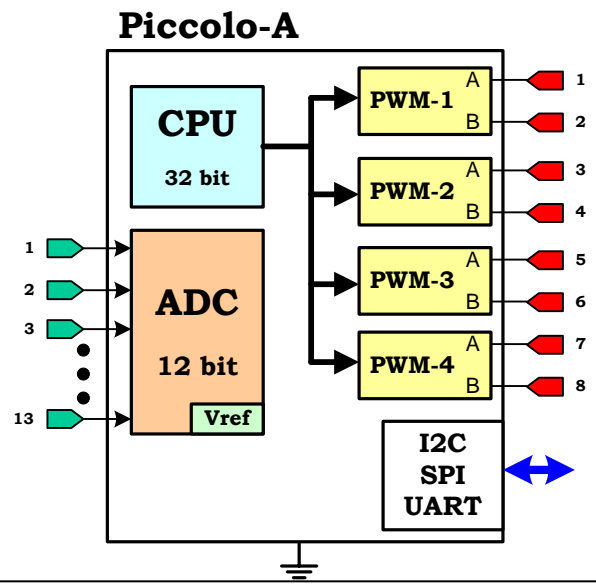 Piccolo-A
CPU
32 bit
ADC
12 bit
Vref
1
2
3
13
PWM-1
A
B
1
2
PWM-2
A
B
3
4
PWM-3
A
B
5
6
PWM-4
A
B
7
8
I2C
SPI
UART